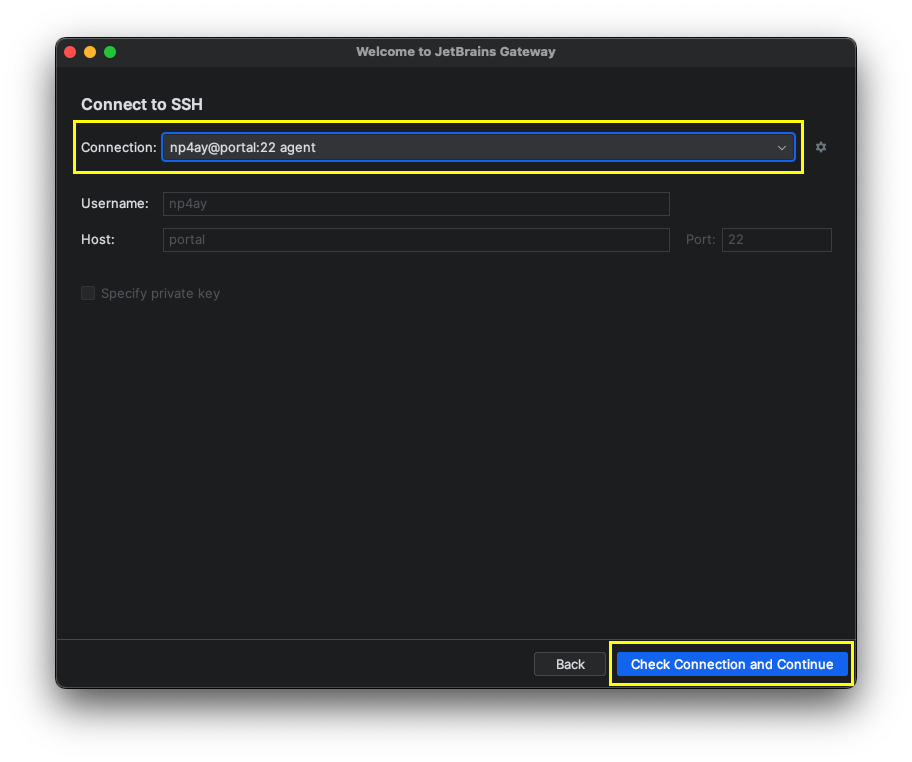 Welcome to JetBrains Gateway
Connect to SSH
Connection: np4ay@portal:22 agent
Username: np4ay
Host: portal Port: 22
Specify private key
Back Check Connection and Continue